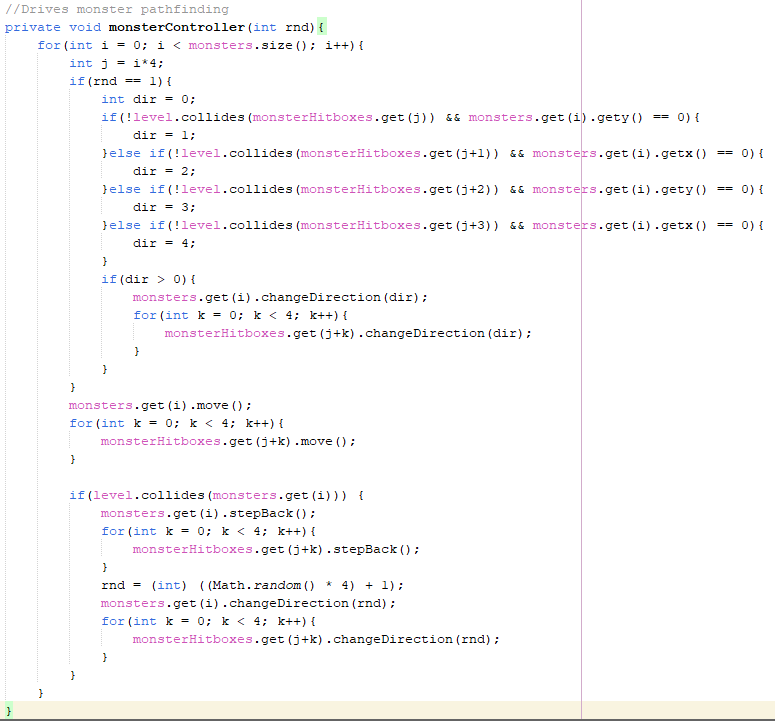 //Drives monster pathfinding
private void monsterController(int rnd){
    for(int i = 0; i < monsters.size(); i++){
        int j = i*4;
        if(rnd == 1){
            int dir = 0;
            if(!level.collides(monsterHitboxes.get(j)) && monsters.get(i).gety() == 0){
                dir = 1;
            }else if(!level.collides(monsterHitboxes.get(j+1)) && monsters.get(i).getx() == 0){
                dir = 2;
            }else if(!level.collides(monsterHitboxes.get(j+2)) && monsters.get(i).gety() == 0){
                dir = 3;
            }else if(!level.collides(monsterHitboxes.get(j+3)) && monsters.get(i).getx() == 0){
                dir = 4;
            }
            if(dir > 0){
                monsters.get(i).changeDirection(dir);
                for(int k = 0; k < 4; k++){
                    monsterHitboxes.get(j+k).changeDirection(dir);
                }
            }
        }
        monsters.get(i).move();
        for(int k = 0; k < 4; k++){
            monsterHitboxes.get(j+k).move();
        }

        if(level.collides(monsters.get(i))) {
            monsters.get(i).stepBack();
            for(int k = 0; k < 4; k++){
                monsterHitboxes.get(j+k).stepBack();
            }
            rnd = (int) ((Math.random() * 4) + 1);
            monsters.get(i).changeDirection(rnd);
            for(int k = 0; k < 4; k++){
                monsterHitboxes.get(j+k).changeDirection(rnd);
            }
        }
    }
}